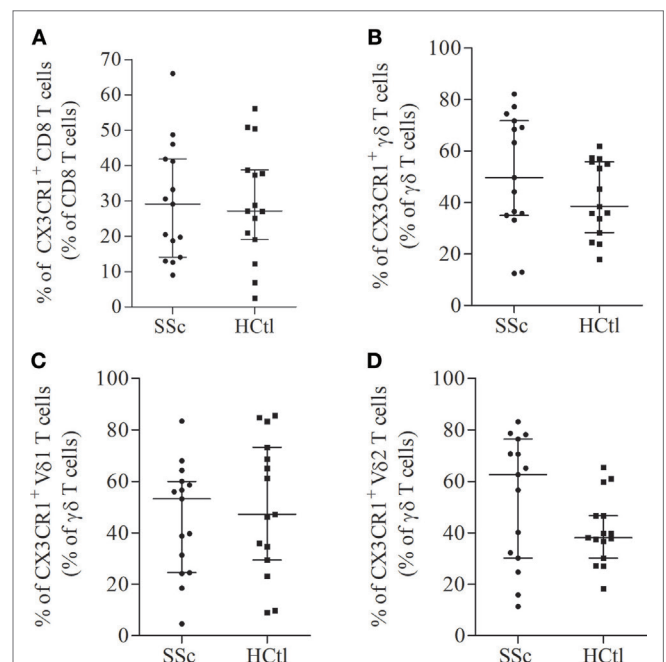 A
% of CX3CR1⁺ CD8 T cells
(% of CD8 T cells)
70
60
50
40
30
20
10
0
SSc
HCtl
B
% of CX3CR1⁺ γδ T cells
(% of γδ T cells)
100
80
60
40
20
0
SSc
HCtl
C
% of CX3CR1⁺ Vδ1 T cells
(% of γδ T cells)
100
80
60
40
20
0
SSc
HCtl
D
% of CX3CR1⁺ Vδ2 T cells
(% of γδ T cells)
100
80
60
40
20
0
SSc
HCtl